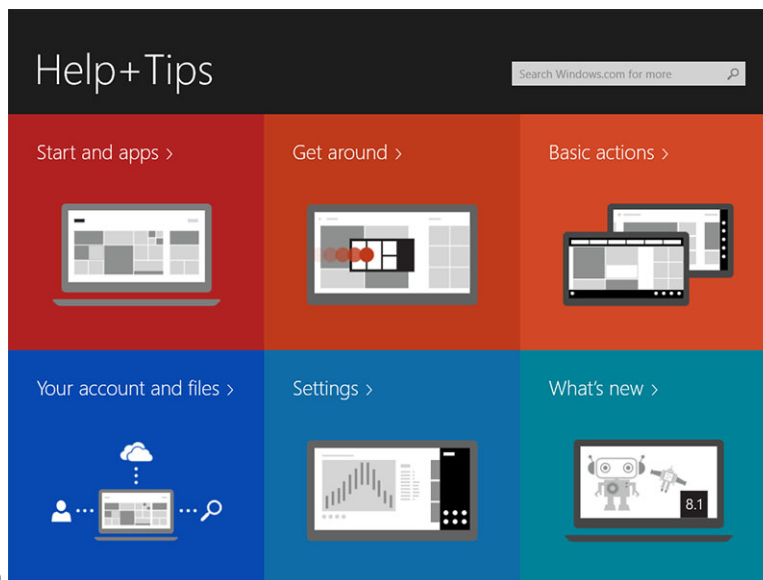 Help+Tips
Search Windows.com for more
Start and apps >
Get around >
Basic actions >
Your account and files >
Settings >
What's new >
8.1